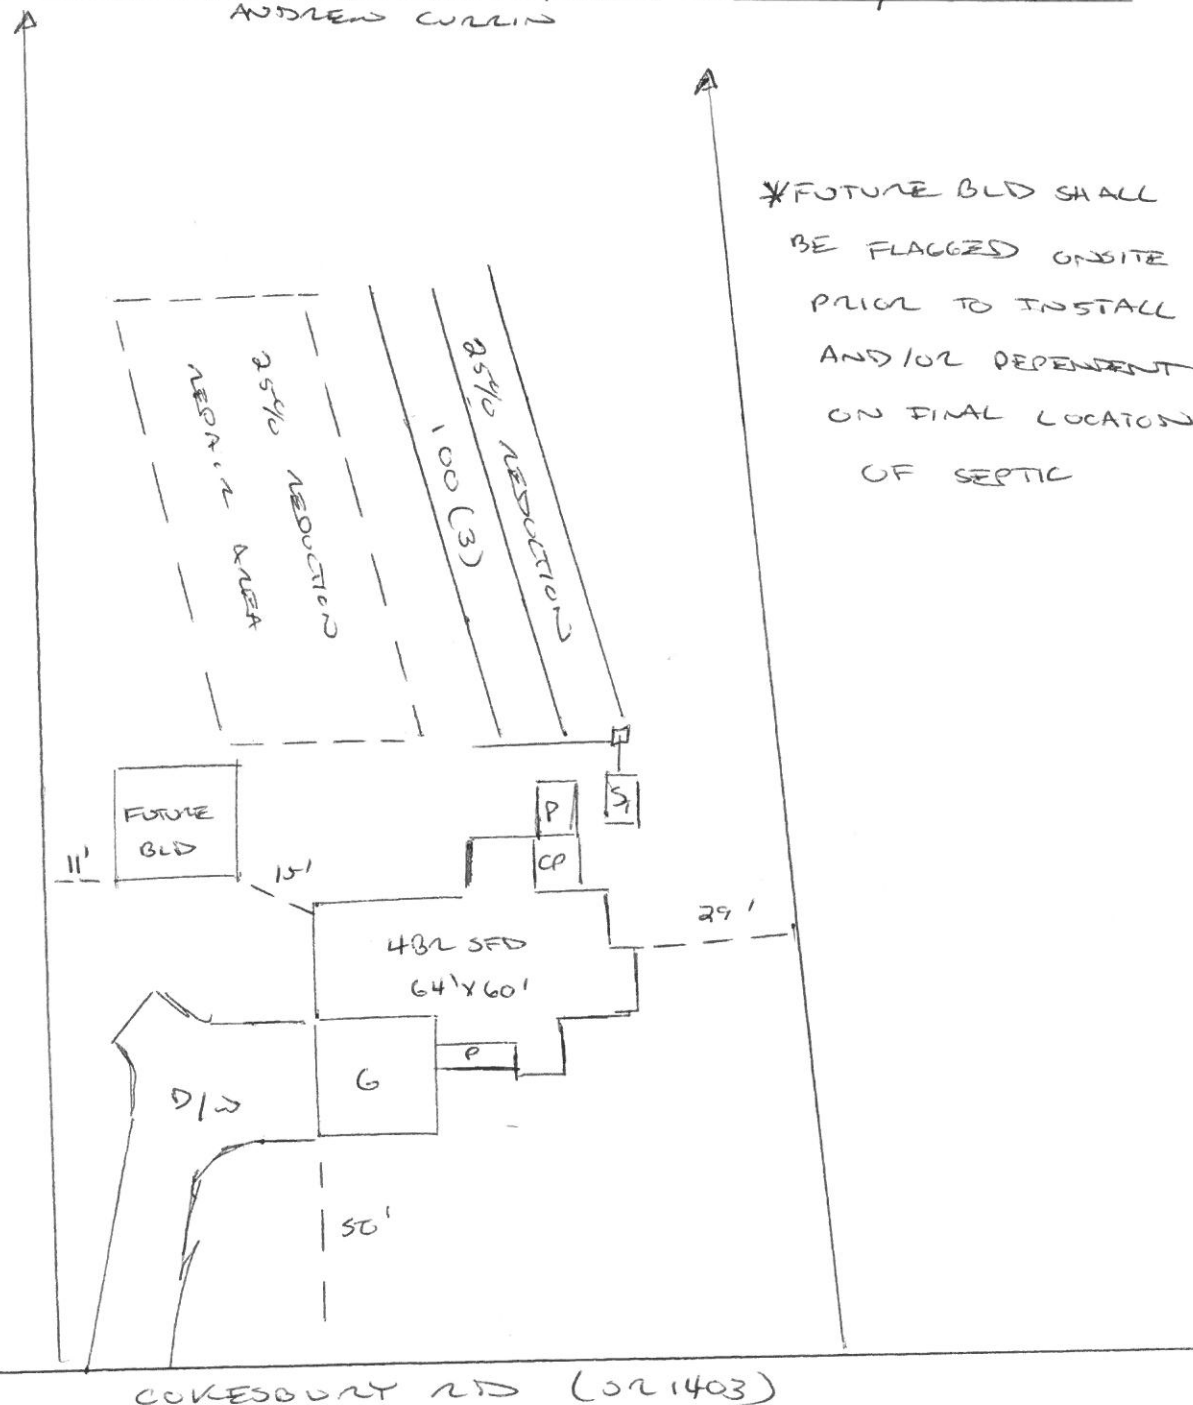 ANDREW CURRIN
*FUTURE BLD SHALL
BE FLAGGED ONSITE
PRIOR TO INSTALL
AND/OR DEPENDENT
ON FINAL LOCATON
OF SEPTIC
25% REDUCTION
REPAIR AREA
100(3)
25% REDUCTION
FUTURE
BLD
11'
15'
P
ST
CP
4BR SFD
64'X60'
29'
P
G
D/W
50'
COKESBURY RD (SR1403)